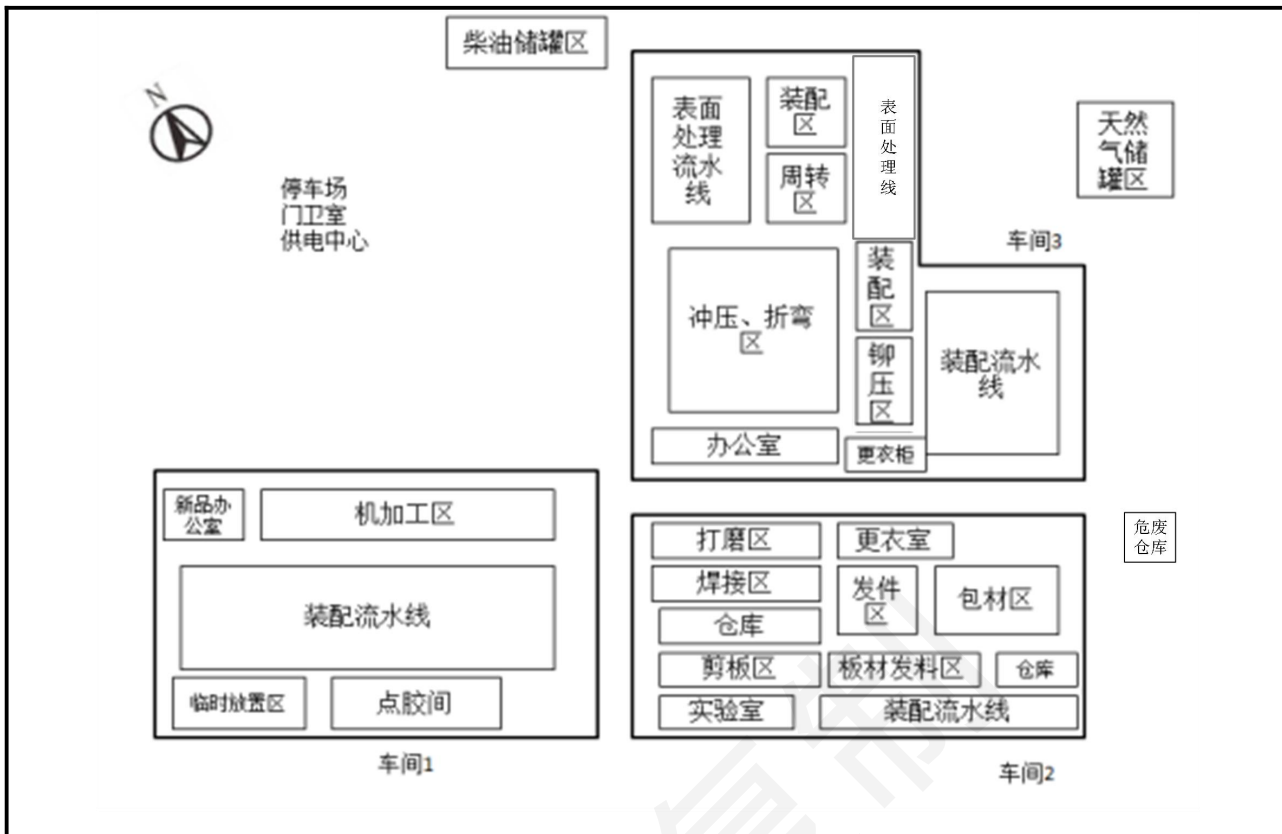 柴油储罐区
N
停车场
门卫室
供电中心
表面
处理
流水
线
装配
区
周转
区
表
面
处
理
线
天然
气储
罐区
车间3
冲压、折弯
区
装
配
区
铆
压
区
装配流水
线
办公室
更衣柜
新品办
公室
机加工区
装配流水线
临时放置区
点胶间
车间1
打磨区
更衣室
焊接区
发件
区
包材区
仓库
剪板区
板材发料区
仓库
实验室
装配流水线
车间2
危废
仓库
复制